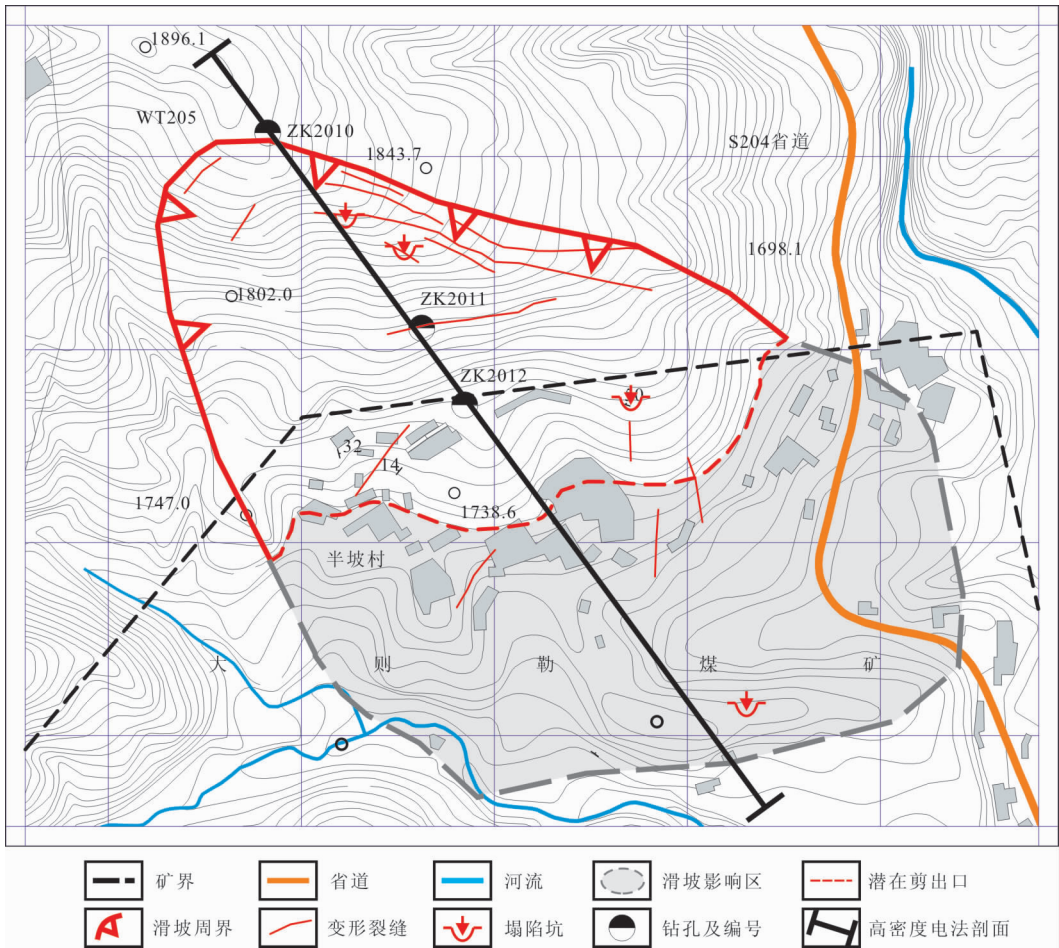 1896.1
WT205
ZK2010
1843.7
S204省道
1698.1
1802.0
ZK2011
ZK2012
32
14
1747.0
1738.6
半坡村
大则勒煤矿
矿界
省道
河流
滑坡影响区
潜在剪出口
滑坡周界
变形裂缝
塌陷坑
钻孔及编号
高密度电法剖面